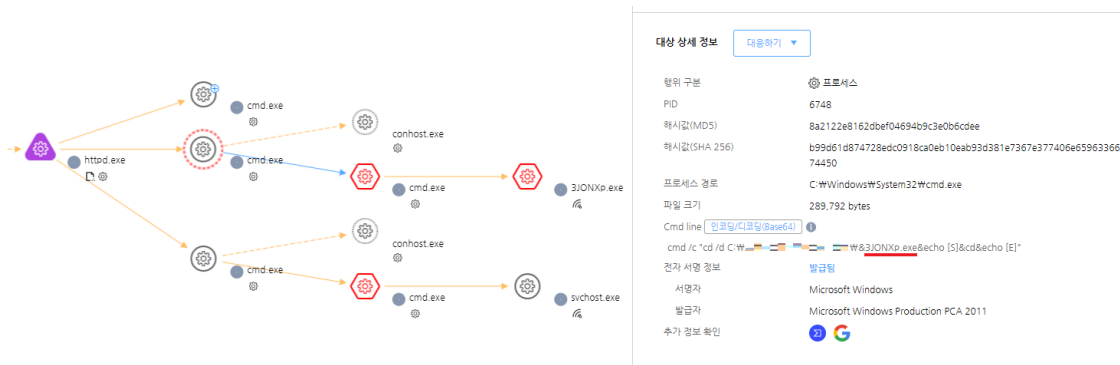 httpd.exe
cmd.exe
cmd.exe
cmd.exe
conhost.exe
cmd.exe
3JONXp.exe
conhost.exe
cmd.exe
svchost.exe
대상 상세 정보 대응하기 ▼
행위 구분 프로세스
PID 6748
해시값(MD5) 8a2122e8162dbef04694b9c3e0b6cdee
해시값(SHA 256) b99d61d874728edc0918ca0eb10eab93d381e7367e377406e65963366
74450
프로세스 경로 C:₩Windows₩System32₩cmd.exe
파일 크기 289,792 bytes
Cmd line 인코딩/디코딩(Base64)
cmd /c "cd /d C:₩ ₩&3JONXp.exe&echo [S]&cd&echo [E]"
전자 서명 정보 발급됨
서명자 Microsoft Windows
발급자 Microsoft Windows Production PCA 2011
추가 정보 확인